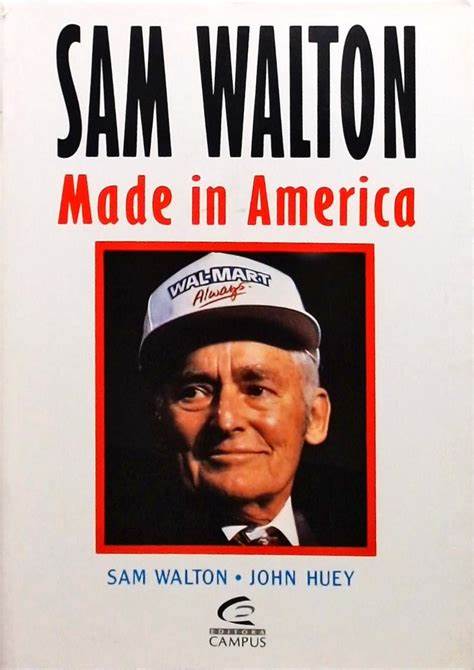 SAM WALTON
Made in America
WAL-MART
Always.
SAM WALTON • JOHN HUEY
EDITORA
CAMPUS